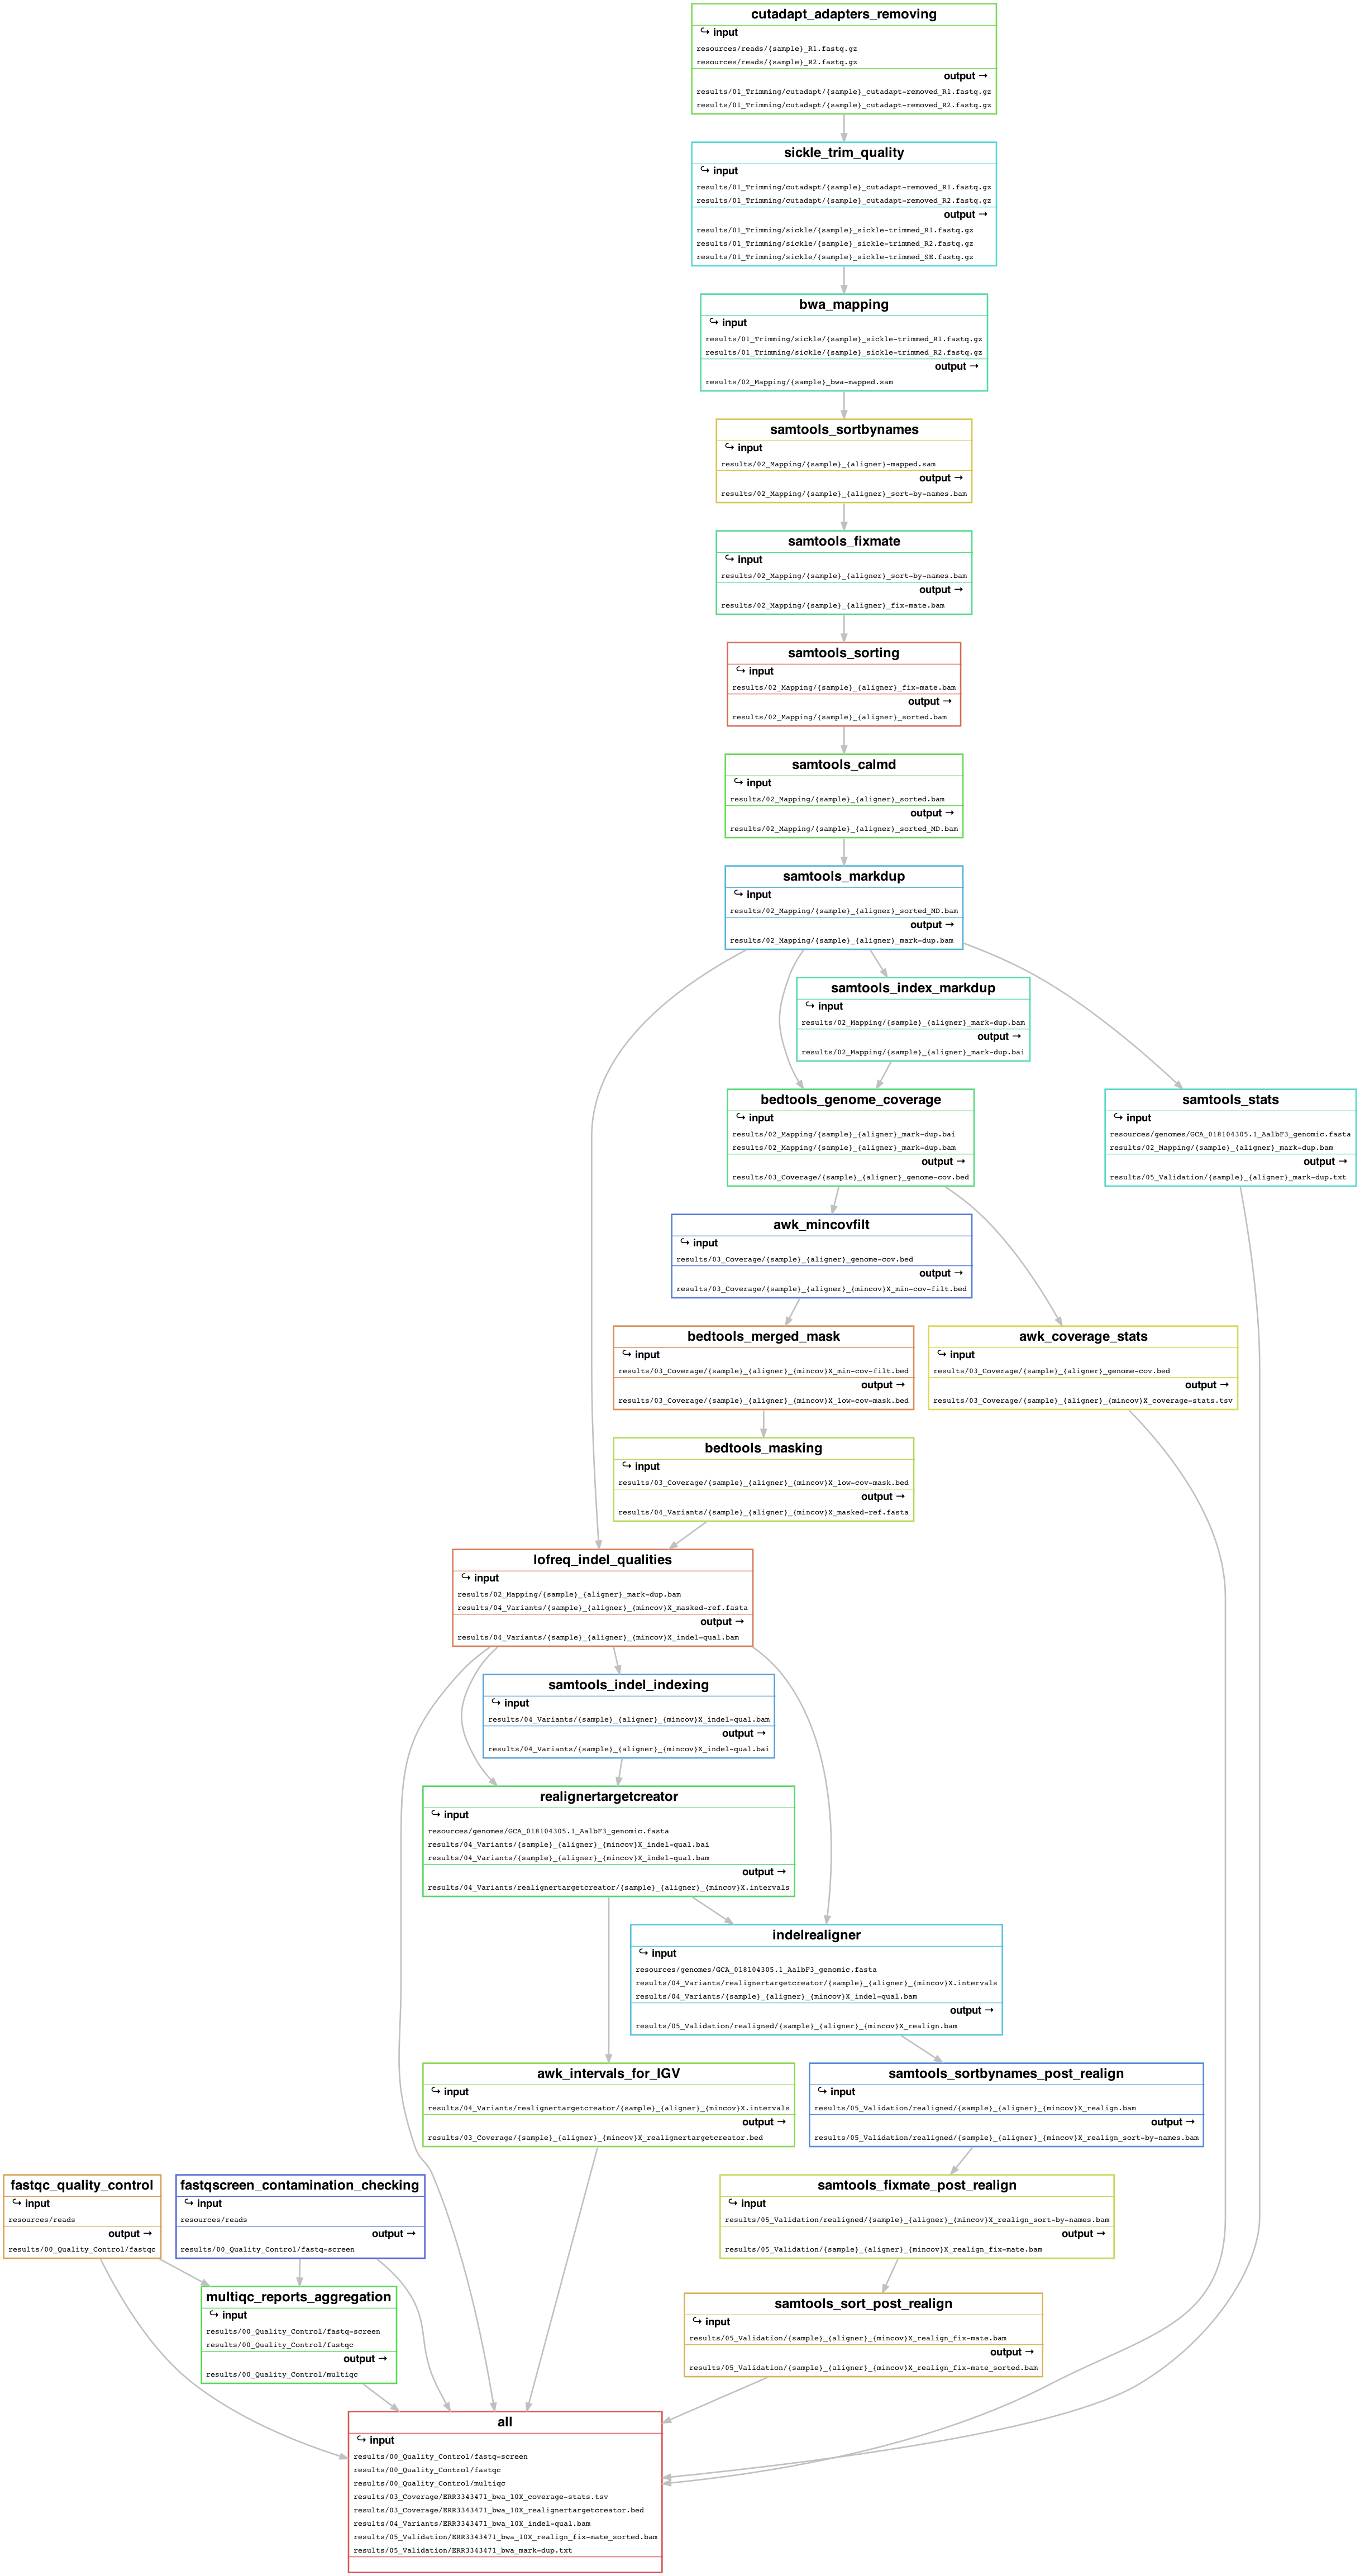 cutadapt_adapters_removing
↪ input
resources/reads/{sample}_R1.fastq.gz
resources/reads/{sample}_R2.fastq.gz
output →
results/01_Trimming/cutadapt/{sample}_cutadapt-removed_R1.fastq.gz
results/01_Trimming/cutadapt/{sample}_cutadapt-removed_R2.fastq.gz
sickle_trim_quality
↪ input
results/01_Trimming/cutadapt/{sample}_cutadapt-removed_R1.fastq.gz
results/01_Trimming/cutadapt/{sample}_cutadapt-removed_R2.fastq.gz
output →
results/01_Trimming/sickle/{sample}_sickle-trimmed_R1.fastq.gz
results/01_Trimming/sickle/{sample}_sickle-trimmed_R2.fastq.gz
results/01_Trimming/sickle/{sample}_sickle-trimmed_SE.fastq.gz
bwa_mapping
↪ input
results/01_Trimming/sickle/{sample}_sickle-trimmed_R1.fastq.gz
results/01_Trimming/sickle/{sample}_sickle-trimmed_R2.fastq.gz
output →
results/02_Mapping/{sample}_bwa-mapped.sam
samtools_sortbynames
↪ input
results/02_Mapping/{sample}_{aligner}-mapped.sam
output →
results/02_Mapping/{sample}_{aligner}_sort-by-names.bam
samtools_fixmate
↪ input
results/02_Mapping/{sample}_{aligner}_sort-by-names.bam
output →
results/02_Mapping/{sample}_{aligner}_fix-mate.bam
samtools_sorting
↪ input
results/02_Mapping/{sample}_{aligner}_fix-mate.bam
output →
results/02_Mapping/{sample}_{aligner}_sorted.bam
samtools_calmd
↪ input
results/02_Mapping/{sample}_{aligner}_sorted.bam
output →
results/02_Mapping/{sample}_{aligner}_sorted_MD.bam
samtools_markdup
↪ input
results/02_Mapping/{sample}_{aligner}_sorted_MD.bam
output →
results/02_Mapping/{sample}_{aligner}_mark-dup.bam
samtools_index_markdup
↪ input
results/02_Mapping/{sample}_{aligner}_mark-dup.bam
output →
results/02_Mapping/{sample}_{aligner}_mark-dup.bai
bedtools_genome_coverage
↪ input
results/02_Mapping/{sample}_{aligner}_mark-dup.bai
results/02_Mapping/{sample}_{aligner}_mark-dup.bam
output →
results/03_Coverage/{sample}_{aligner}_genome-cov.bed
samtools_stats
↪ input
resources/genomes/GCA_018104305.1_AalbF3_genomic.fasta
results/02_Mapping/{sample}_{aligner}_mark-dup.bam
output →
results/05_Validation/{sample}_{aligner}_mark-dup.txt
awk_mincovfilt
↪ input
results/03_Coverage/{sample}_{aligner}_genome-cov.bed
output →
results/03_Coverage/{sample}_{aligner}_{mincov}X_min-cov-filt.bed
bedtools_merged_mask
↪ input
results/03_Coverage/{sample}_{aligner}_{mincov}X_min-cov-filt.bed
output →
results/03_Coverage/{sample}_{aligner}_{mincov}X_low-cov-mask.bed
awk_coverage_stats
↪ input
results/03_Coverage/{sample}_{aligner}_genome-cov.bed
output →
results/03_Coverage/{sample}_{aligner}_{mincov}X_coverage-stats.tsv
bedtools_masking
↪ input
results/03_Coverage/{sample}_{aligner}_{mincov}X_low-cov-mask.bed
output →
results/04_Variants/{sample}_{aligner}_{mincov}X_masked-ref.fasta
lofreq_indel_qualities
↪ input
results/02_Mapping/{sample}_{aligner}_mark-dup.bam
results/04_Variants/{sample}_{aligner}_{mincov}X_masked-ref.fasta
output →
results/04_Variants/{sample}_{aligner}_{mincov}X_indel-qual.bam
samtools_indel_indexing
↪ input
results/04_Variants/{sample}_{aligner}_{mincov}X_indel-qual.bam
output →
results/04_Variants/{sample}_{aligner}_{mincov}X_indel-qual.bai
realignertargetcreator
↪ input
resources/genomes/GCA_018104305.1_AalbF3_genomic.fasta
results/04_Variants/{sample}_{aligner}_{mincov}X_indel-qual.bai
results/04_Variants/{sample}_{aligner}_{mincov}X_indel-qual.bam
output →
results/04_Variants/realignertargetcreator/{sample}_{aligner}_{mincov}X.intervals
indelrealigner
↪ input
resources/genomes/GCA_018104305.1_AalbF3_genomic.fasta
results/04_Variants/realignertargetcreator/{sample}_{aligner}_{mincov}X.intervals
results/04_Variants/{sample}_{aligner}_{mincov}X_indel-qual.bam
output →
results/05_Validation/realigned/{sample}_{aligner}_{mincov}X_realign.bam
awk_intervals_for_IGV
↪ input
results/04_Variants/realignertargetcreator/{sample}_{aligner}_{mincov}X.intervals
output →
results/03_Coverage/{sample}_{aligner}_{mincov}X_realignertargetcreator.bed
samtools_sortbynames_post_realign
↪ input
results/05_Validation/realigned/{sample}_{aligner}_{mincov}X_realign.bam
output →
results/05_Validation/realigned/{sample}_{aligner}_{mincov}X_realign_sort-by-names.bam
fastqc_quality_control
↪ input
resources/reads
output →
results/00_Quality_Control/fastqc
fastqscreen_contamination_checking
↪ input
resources/reads
output →
results/00_Quality_Control/fastq-screen
samtools_fixmate_post_realign
↪ input
results/05_Validation/realigned/{sample}_{aligner}_{mincov}X_realign_sort-by-names.bam
output →
results/05_Validation/{sample}_{aligner}_{mincov}X_realign_fix-mate.bam
multiqc_reports_aggregation
↪ input
results/00_Quality_Control/fastq-screen
results/00_Quality_Control/fastqc
output →
results/00_Quality_Control/multiqc
samtools_sort_post_realign
↪ input
results/05_Validation/{sample}_{aligner}_{mincov}X_realign_fix-mate.bam
output →
results/05_Validation/{sample}_{aligner}_{mincov}X_realign_fix-mate_sorted.bam
all
↪ input
results/00_Quality_Control/fastq-screen
results/00_Quality_Control/fastqc
results/00_Quality_Control/multiqc
results/03_Coverage/ERR3343471_bwa_10X_coverage-stats.tsv
results/03_Coverage/ERR3343471_bwa_10X_realignertargetcreator.bed
results/04_Variants/ERR3343471_bwa_10X_indel-qual.bam
results/05_Validation/ERR3343471_bwa_10X_realign_fix-mate_sorted.bam
results/05_Validation/ERR3343471_bwa_mark-dup.txt